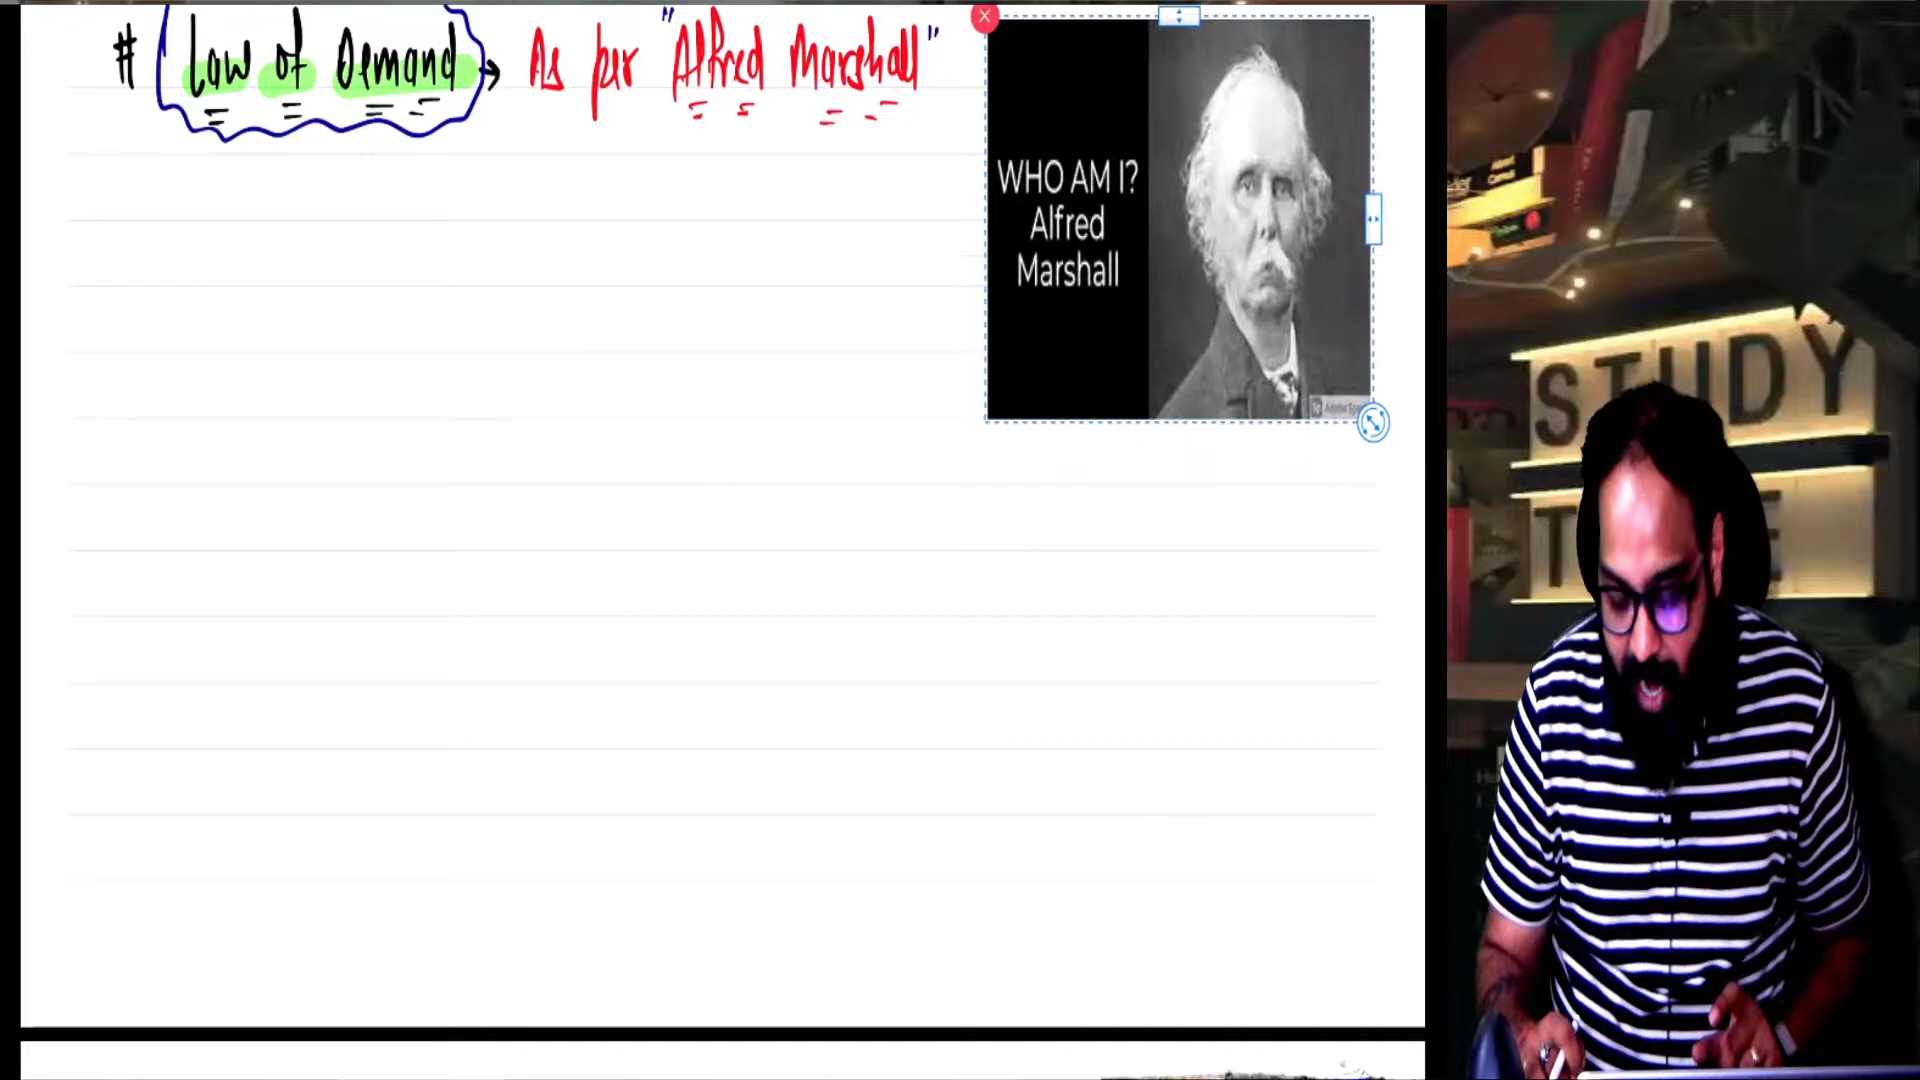 # Law of Demand → As per "Alfred Marshall"
WHO AM I?
Alfred
Marshall
STUDY